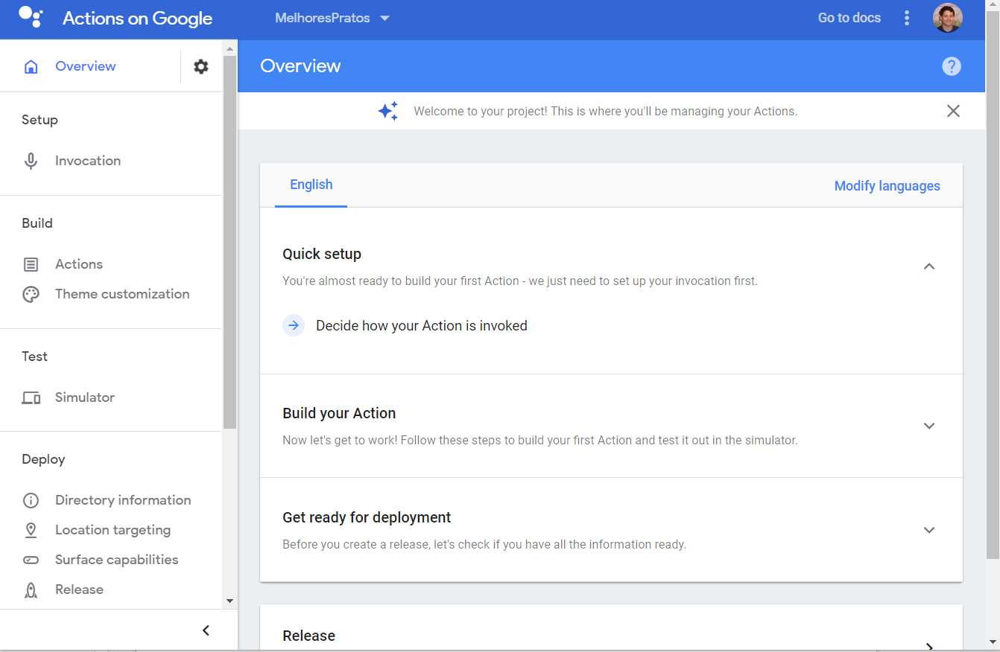 Actions on Google
MelhoresPratos
Go to docs
Overview
Setup
Invocation
Build
Actions
Theme customization
Test
Simulator
Deploy
Directory information
Location targeting
Surface capabilities
Release
Overview
?
Welcome to your project! This is where you'll be managing your Actions.
English
Modify languages
Quick setup
You're almost ready to build your first Action - we just need to set up your invocation first.
Decide how your Action is invoked
Build your Action
Now let's get to work! Follow these steps to build your first Action and test it out in the simulator.
Get ready for deployment
Before you create a release, let's check if you have all the information ready.
Release